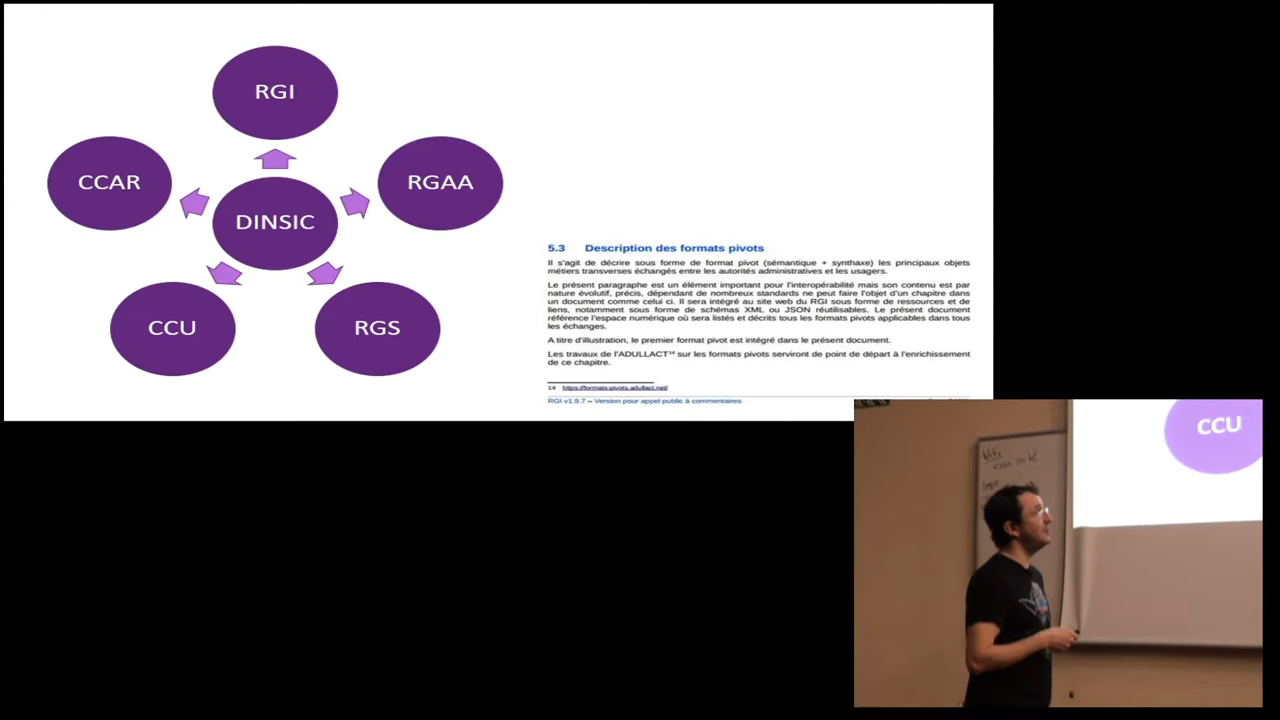 RGI
CCAR
RGAA
DINSIC
CCU
RGS
5.3 Description des formats pivots
Il s'agit de décrire sous forme de format pivot (sémantique + synthaxe) les principaux objets
métiers transverses échangés entre les autorités administratives et les usagers.
Le présent paragraphe est un élément important pour l'interopérabilité mais son contenu est par
nature évolutif, précis, dépendant de nombreux standards ne peut faire l'objet d'un chapitre dans
un document comme celui ci. Il sera intégré au site web du RGI sous forme de ressources et de
liens, notamment sous forme de schémas XML ou JSON réutilisables. Le présent document
référence l'espace numérique où sera listés et décrits tous les formats pivots applicables dans tous
les échanges.
A titre d'illustration, le premier format pivot est intégré dans le présent document.
Les travaux de l'ADULLACT14 sur les formats pivots serviront de point de départ à l'enrichissement
de ce chapitre.
14 https://formats-pivots.adullact.net/
RGI v1.9.7 – Version pour appel public à commentaires
CCU
WiFi